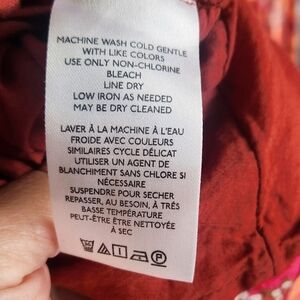 MACHINE WASH COLD GENTLE
WITH LIKE COLORS
USE ONLY NON-CHLORINE
BLEACH
LINE DRY
LOW IRON AS NEEDED
MAY BE DRY CLEANED
LAVER À LA MACHINE À L'EAU
FROIDE AVEC COULEURS
SIMILAIRES CYCLE DÉLICAT
UTILISER UN AGENT DE
BLANCHIMENT SANS CHLORE SI
NÉCESSAIRE
SUSPENDRE POUR SÉCHER
REPASSER, AU BESOIN, À TRÉS
BASSE TEMPÉRATURE
PEUT-ÊTRE ÊTRE NETTOYÉE
À SEC
P